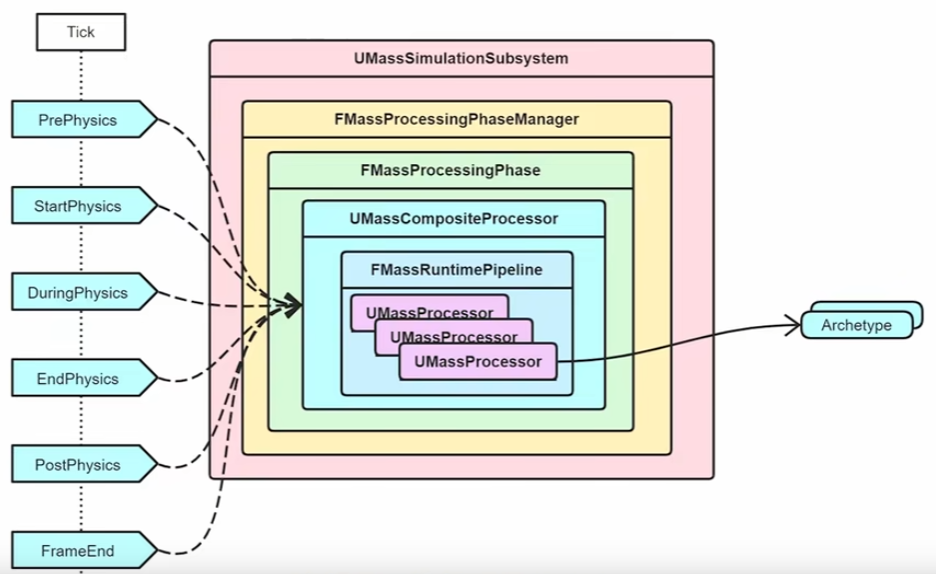 Tick
PrePhysics
StartPhysics
DuringPhysics
EndPhysics
PostPhysics
FrameEnd
UMassSimulationSubsystem
FMassProcessingPhaseManager
FMassProcessingPhase
UMassCompositeProcessor
FMassRuntimePipeline
UMassProcessor
UMassProcessor
UMassProcessor
Archetype